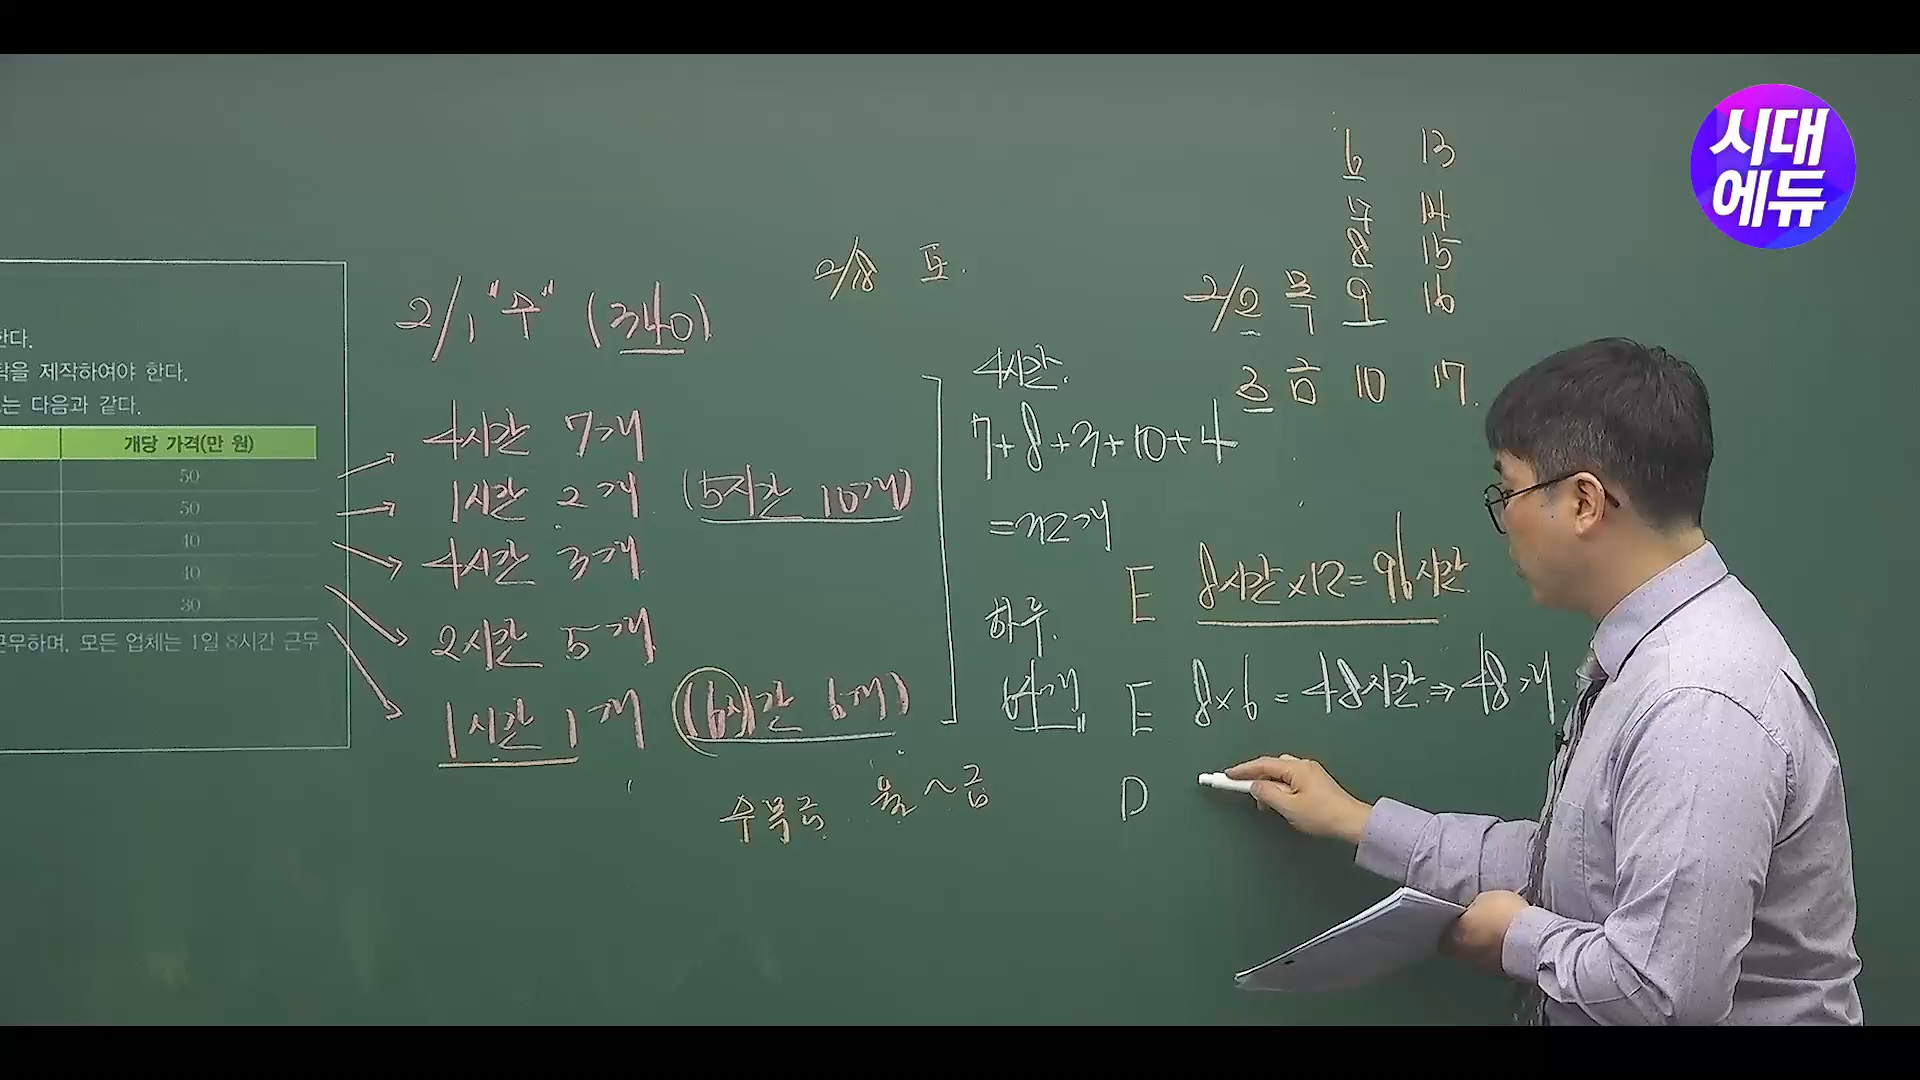 시대
에듀
한다.
탁을 제작하여야 한다.
는 다음과 같다.
개당 가격(만 원)
50
50
40
40
30
근무하며, 모든 업체는 1일 8시간 근무
2/1 "수" (340)
4시간 7개
1시간 2개 (5시간 10개)
4시간 3개
2시간 5개
1시간 1개 (6시간 6개)
수목금 월~금
2/18 토.
4시간.
7+8+3+10+4
=32개
하루.
64개
6 13
7 14
8 15
2/2 목 9 16
3 금 10 17
E 8시간×12=96시간
E 8×6=48시간⇒48개.
D